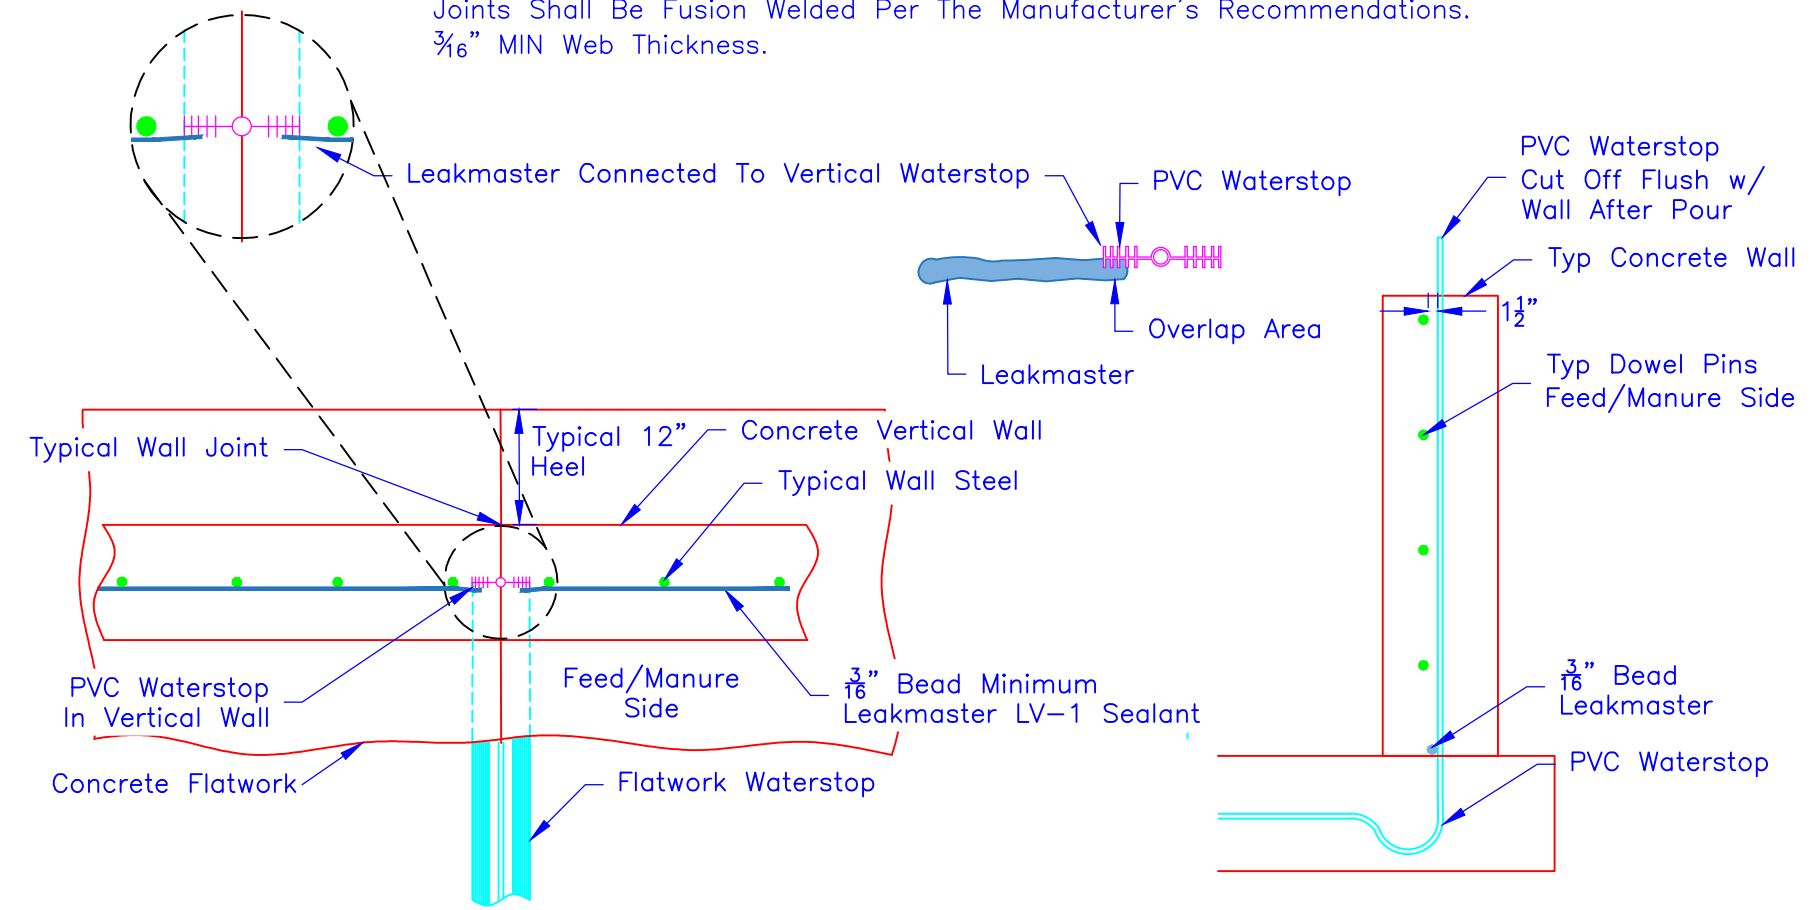 Joints Shall Be Fusion Welded Per The Manufacturer's Recommendations.
3/16" MIN Web Thickness.
Leakmaster Connected To Vertical Waterstop
PVC Waterstop
Overlap Area
Leakmaster
PVC Waterstop
Cut Off Flush w/
Wall After Pour
Typ Concrete Wall
1 1/2"
Typ Dowel Pins
Feed/Manure Side
3/16" Bead
Leakmaster
PVC Waterstop
Typical Wall Joint
Typical 12"
Heel
Concrete Vertical Wall
Typical Wall Steel
PVC Waterstop
In Vertical Wall
Feed/Manure
Side
3/16" Bead Minimum
Leakmaster LV-1 Sealant
Concrete Flatwork
Flatwork Waterstop